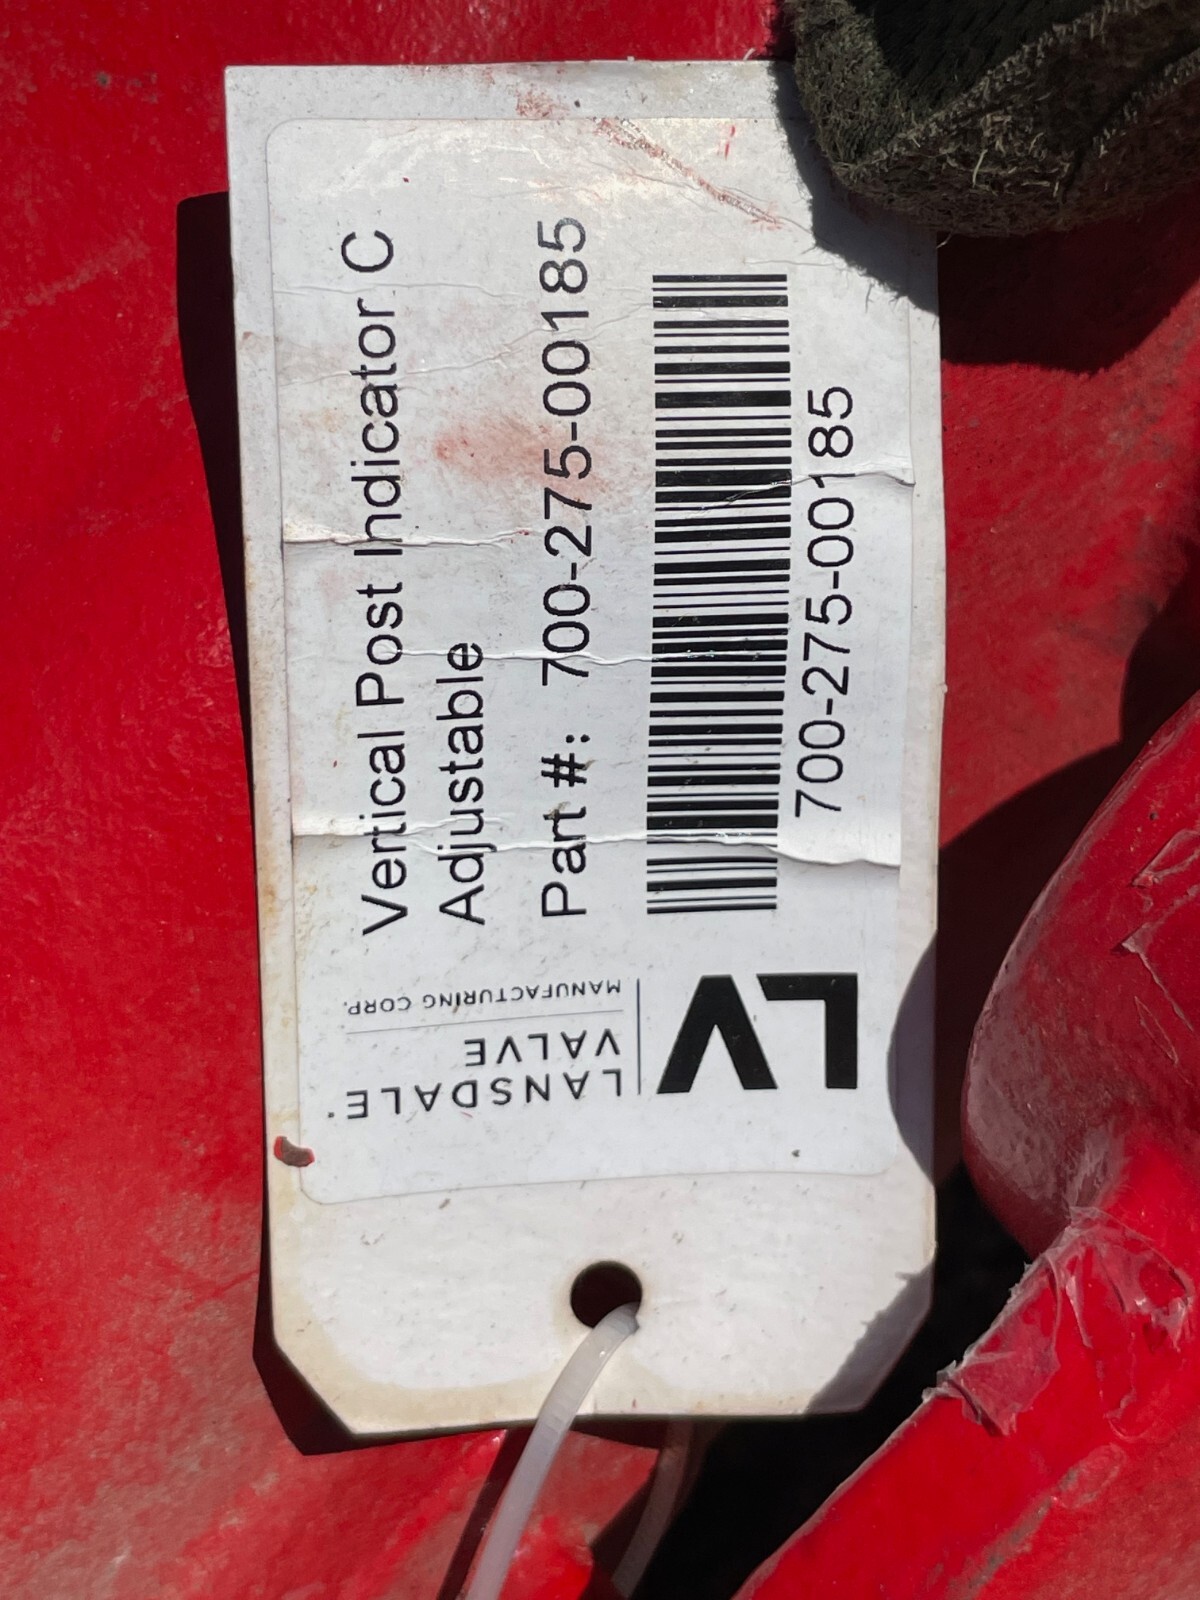 Vertical Post Indicator C
Adjustable
Part #: 700-275-00185
700-275-00185
LV
LANSDALE
VALVE
MANUFACTURING CORP.